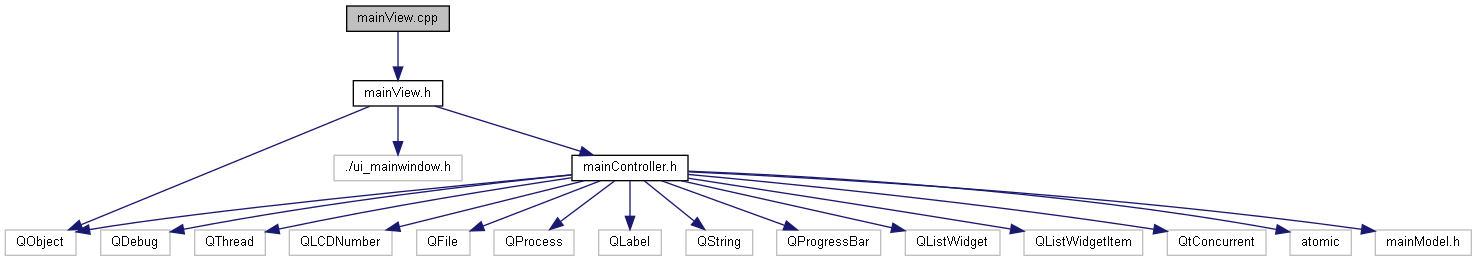 mainView.cpp
mainView.h
./ui_mainwindow.h
mainController.h
QObject
QDebug
QThread
QLCDNumber
QFile
QProcess
QLabel
QString
QProgressBar
QListWidget
QListWidgetItem
QtConcurrent
atomic
mainModel.h